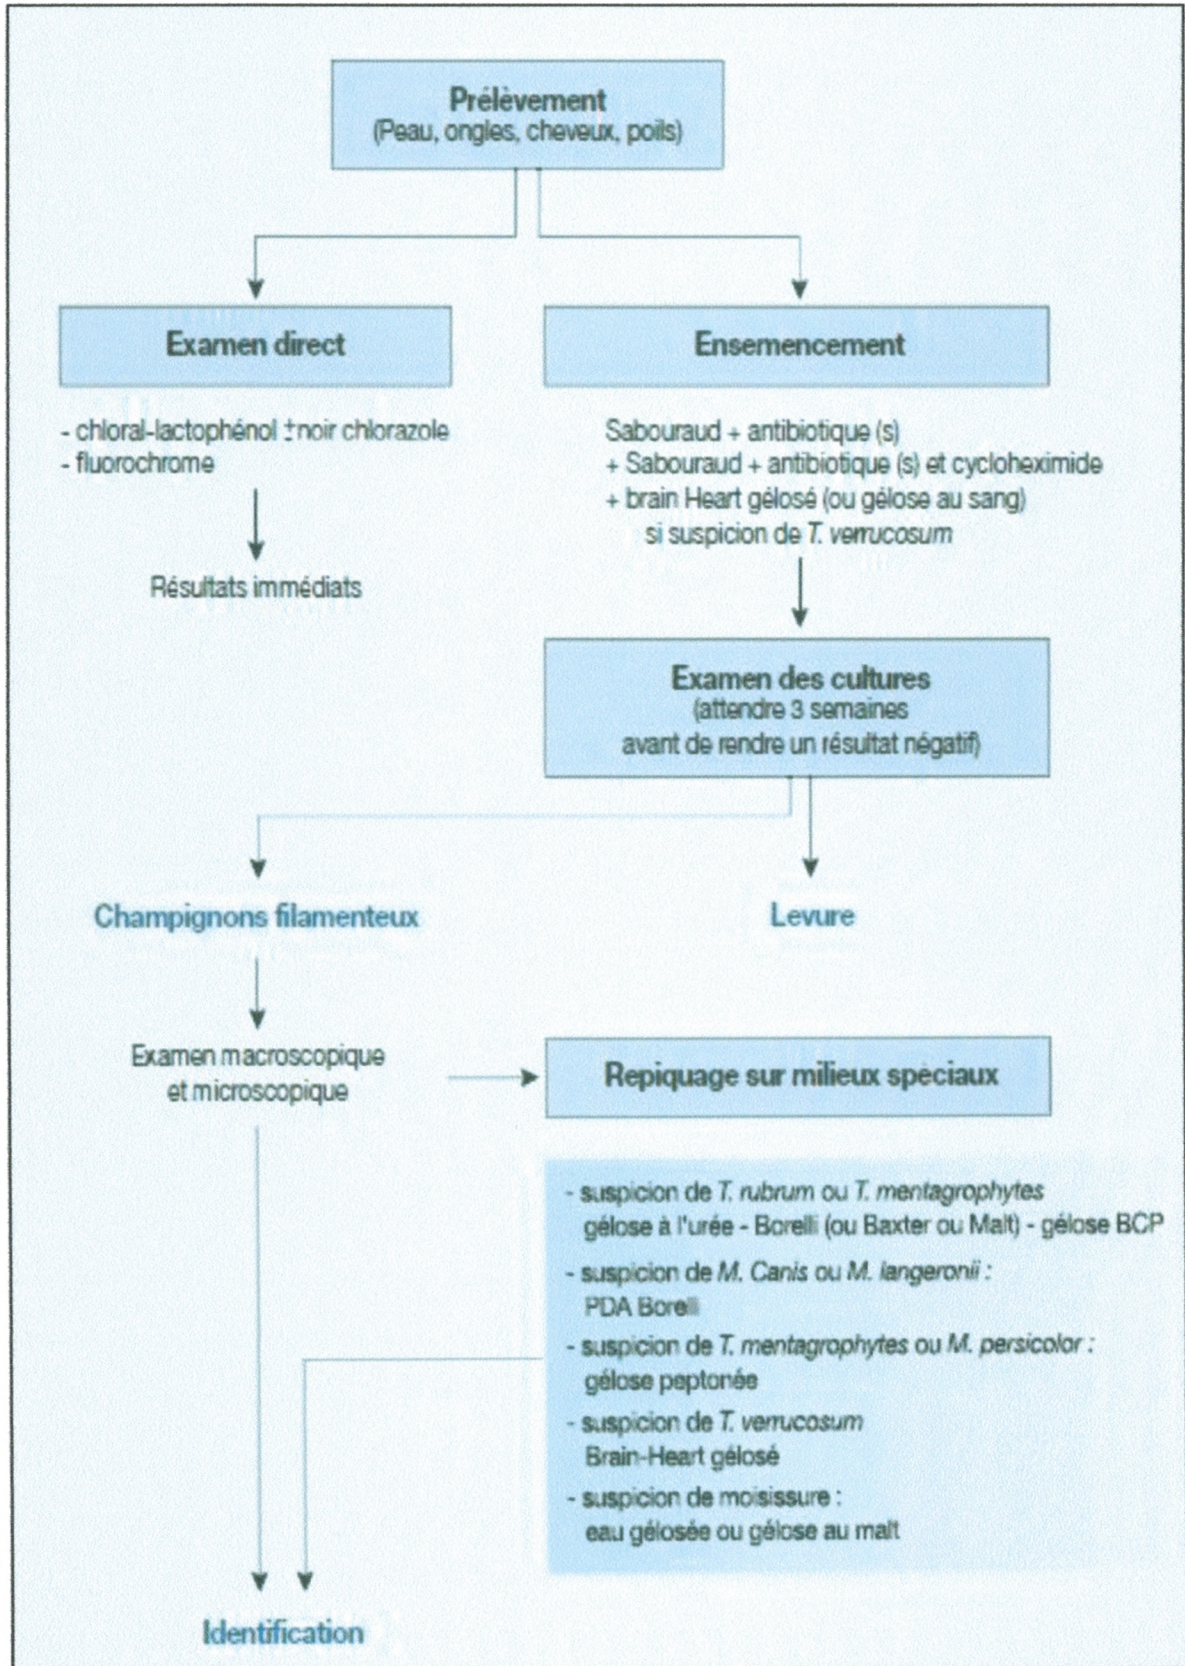 Prélèvement
(Peau, ongles, cheveux, poils)
Examen direct
- chloral-lactophénol ±noir chlorazole
- fluorochrome
Résultats immédiats
Ensemencement
Sabouraud + antibiotique (s)
+ Sabouraud + antibiotique (s) et cycloheximide
+ brain Heart gélosé (ou gélose au sang)
si suspicion de T. verrucosum
Examen des cultures
(attendre 3 semaines
avant de rendre un résultat négatif)
Champignons filamenteux
Levure
Examen macroscopique
et microscopique
Repiquage sur milieux spéciaux
- suspicion de T. rubrum ou T. mentagrophytes
gélose à l'urée - Borelli (ou Baxter ou Malt) - gélose BCP
- suspicion de M. Canis ou M. langeronii :
PDA Borelli
- suspicion de T. mentagrophytes ou M. persicolor :
gélose peptonée
- suspicion de T. verrucosum
Brain-Heart gélosé
- suspicion de moisissure :
eau gélosée ou gélose au malt
Identification